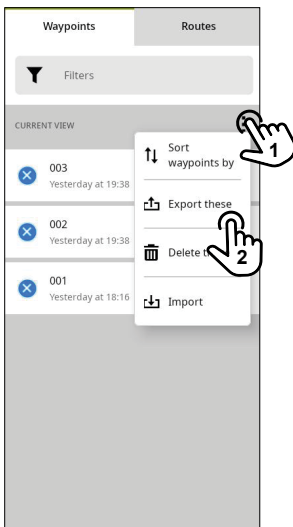 Waypoints
Routes
Filters
CURRENT VIEW
1
Sort
waypoints by
003
Yesterday at 19:38
Export these
002
Yesterday at 19:38
Delete
2
001
Yesterday at 18:16
Import